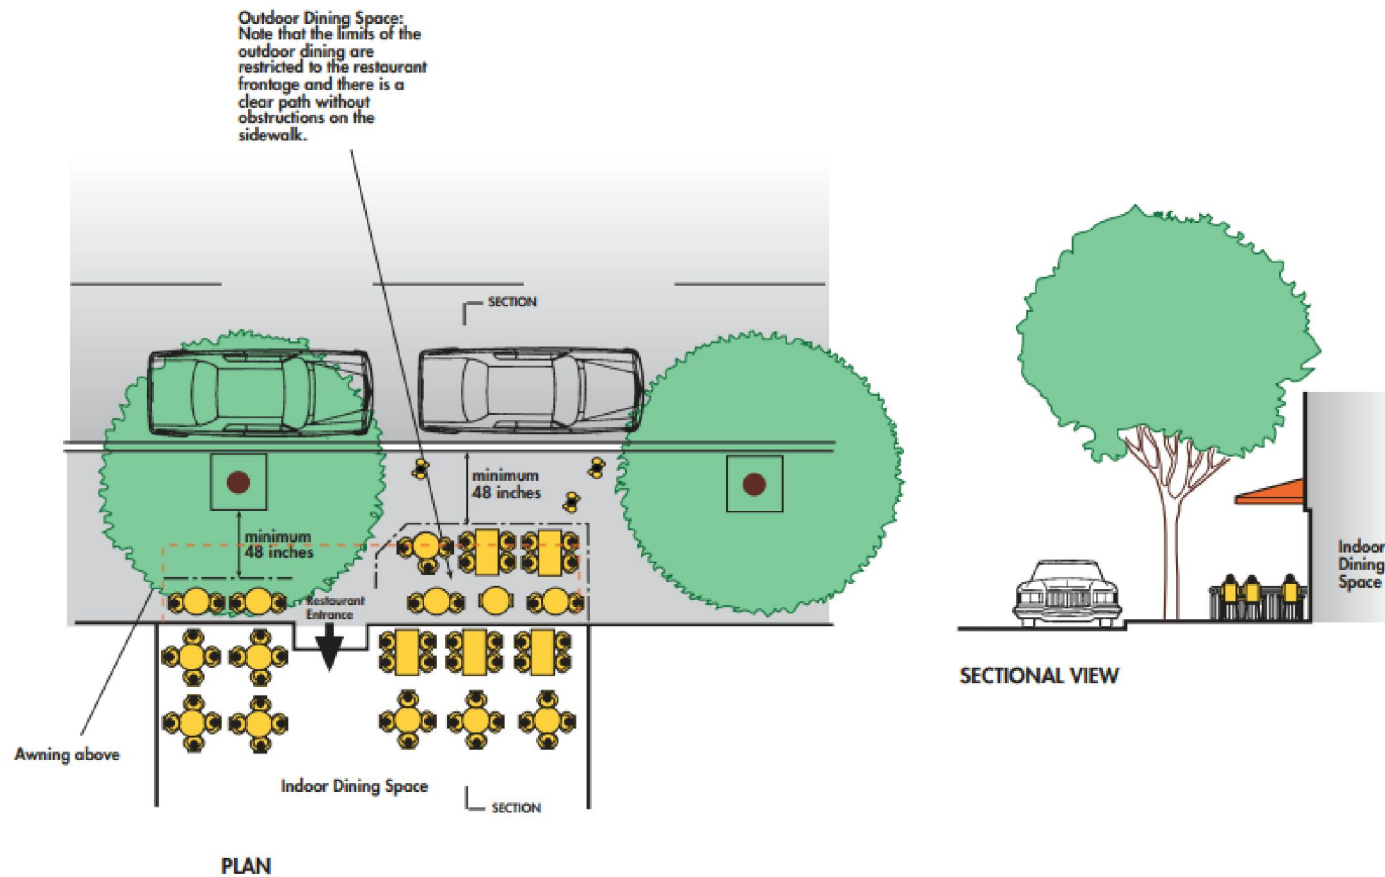 Outdoor Dining Space:
Note that the limits of the
outdoor dining are
restricted to the restaurant
frontage and there is a
clear path without
obstructions on the
sidewalk.
SECTION
minimum
48 inches
minimum
48 inches
Restaurant
Entrance
Awning above
Indoor Dining Space
SECTION
PLAN
Indoor
Dining
Space
SECTIONAL VIEW